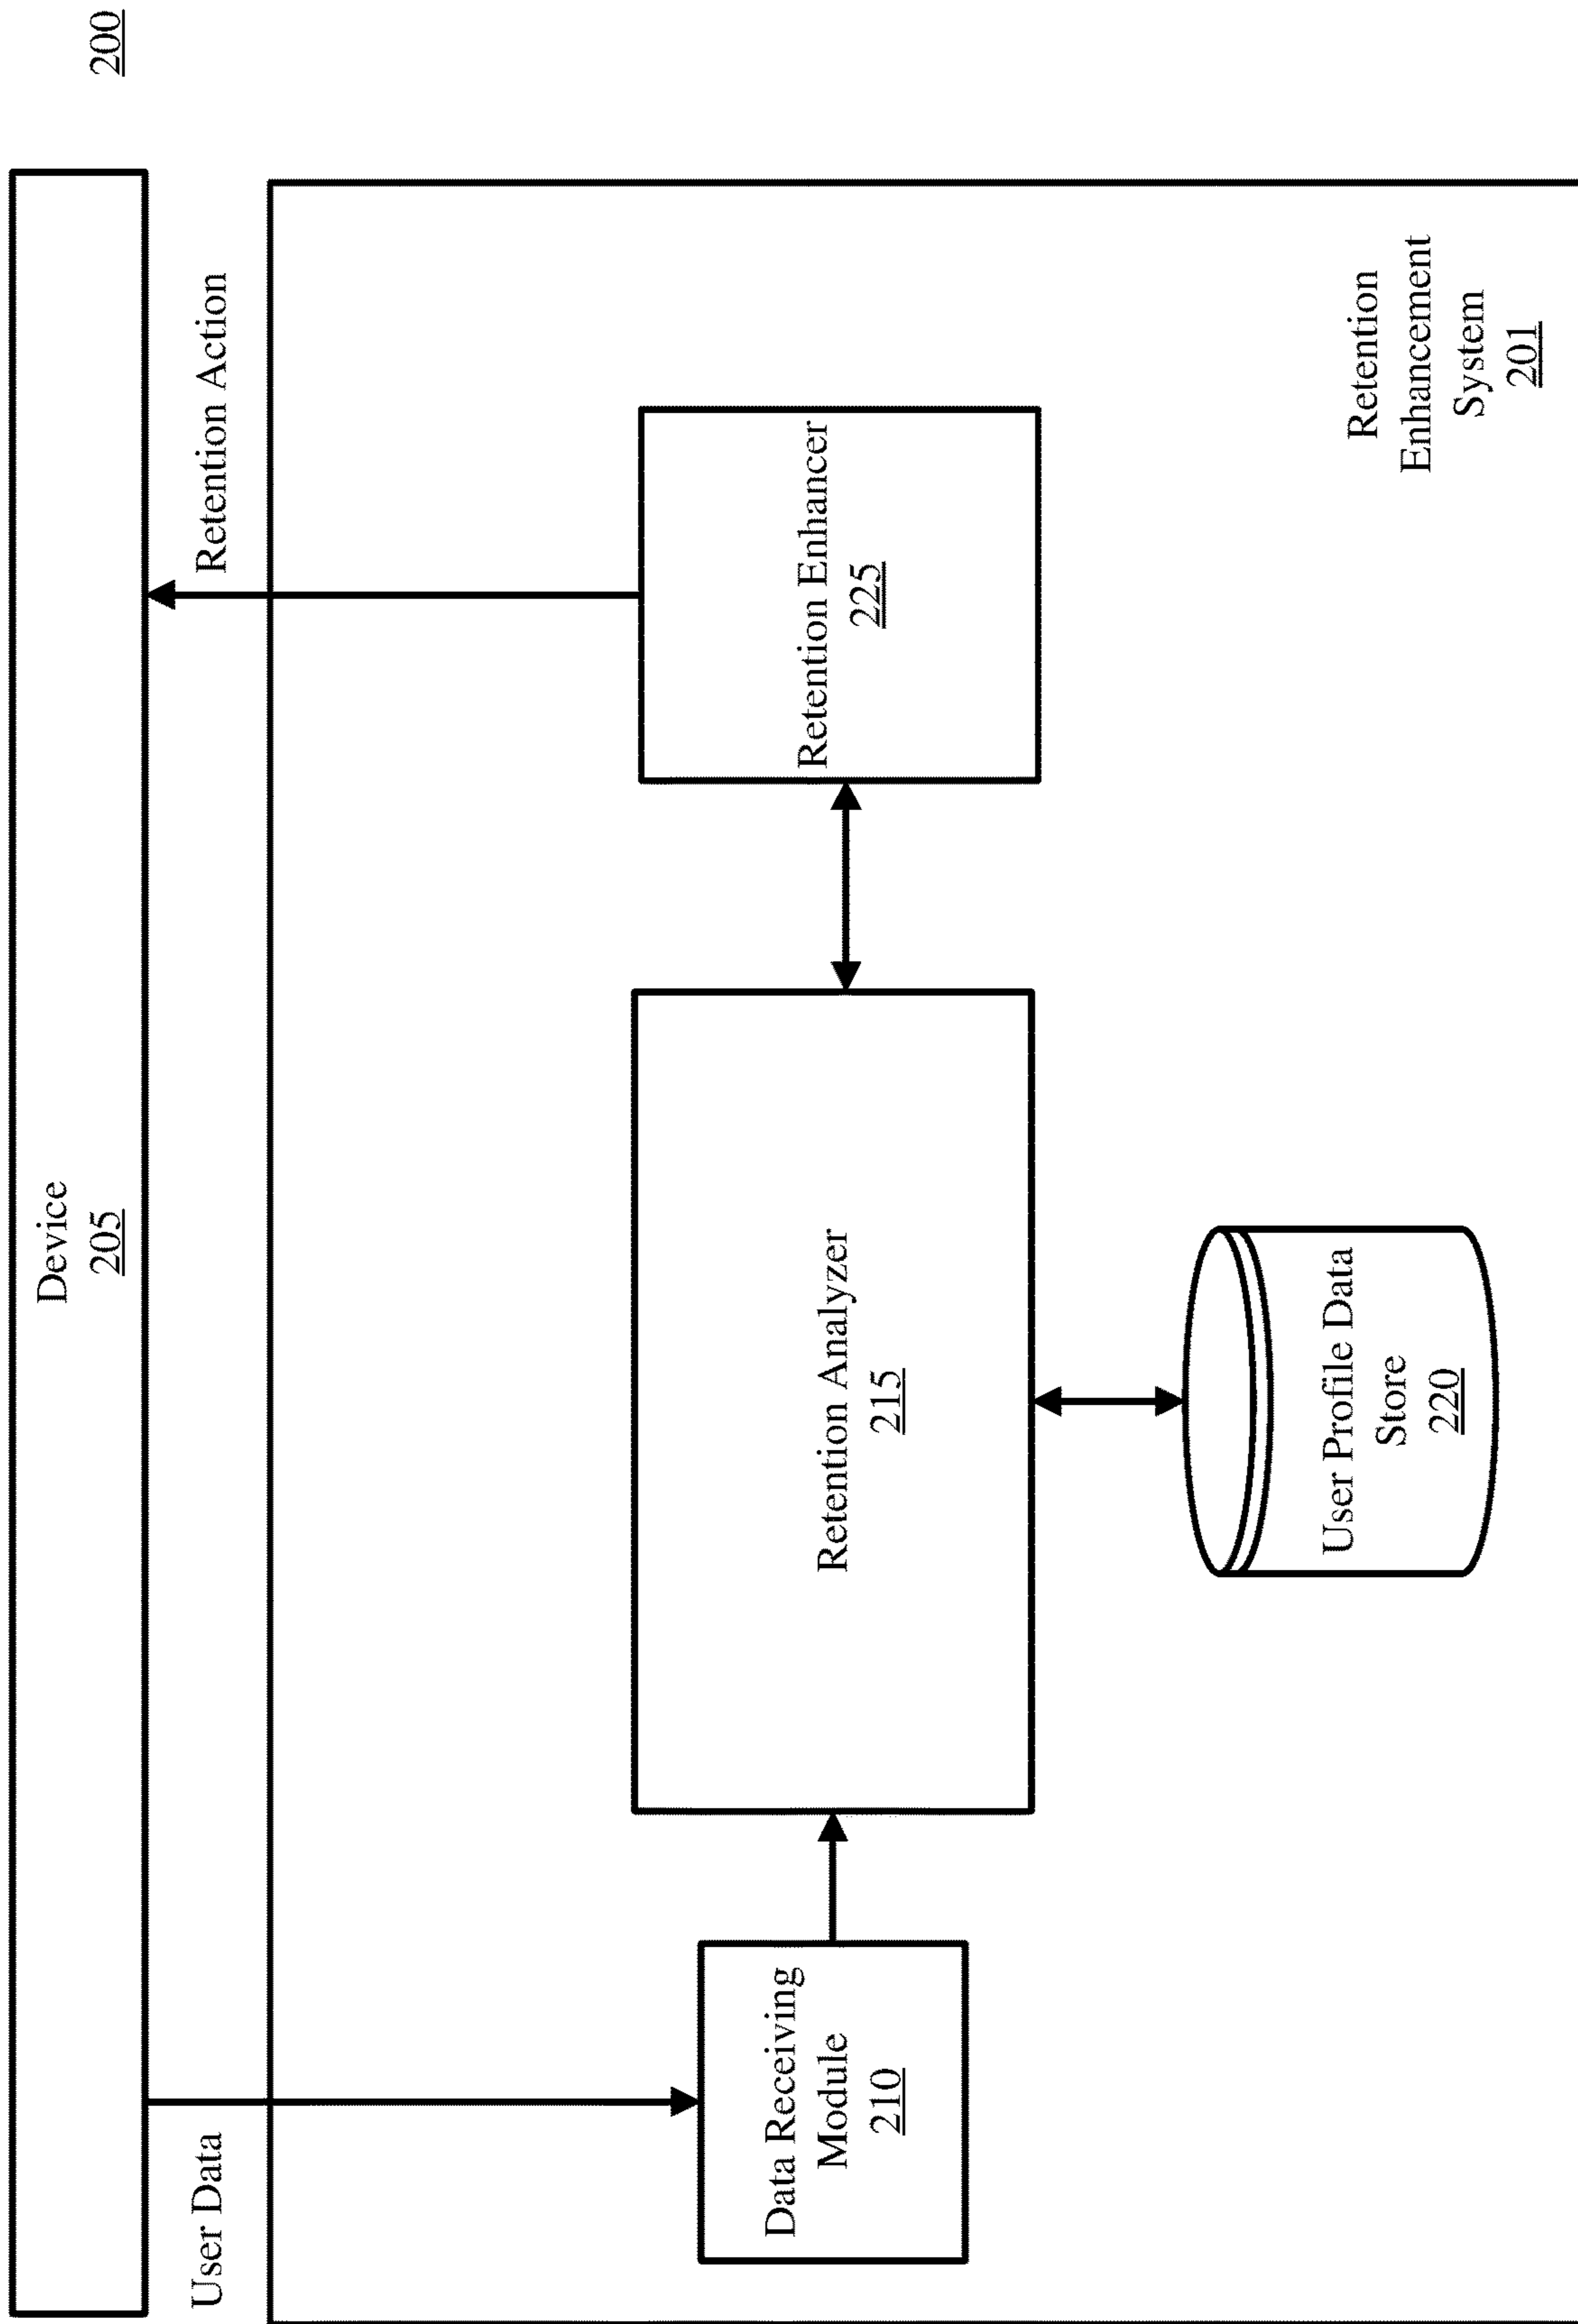 200
Device
205
User Data
Retention Action
Data Receiving
Module
210
Retention Analyzer
215
Retention Enhancer
225
User Profile Data
Store
220
Retention
Enhancement
System
201